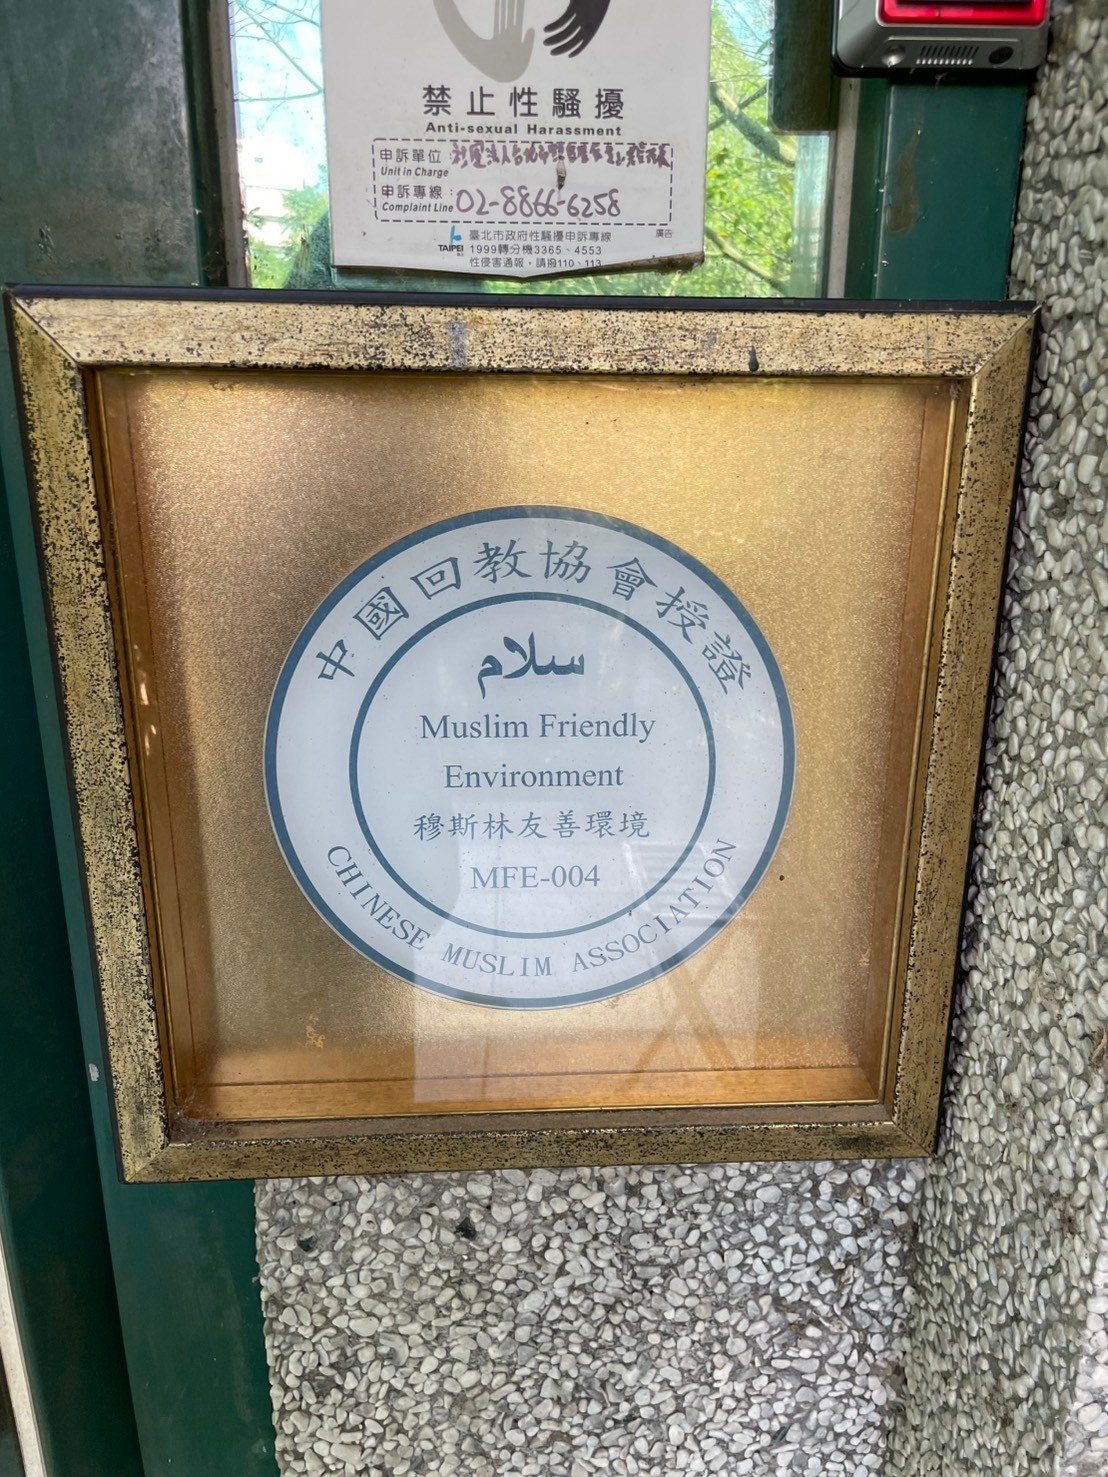 禁止性騷擾
Anti-sexual Harassment
申訴單位：
Unit in Charge
申訴專線：02-8866-6258
Complaint Line
臺北市政府性騷擾申訴專線 廣告
TAIPEI 1999轉分機3365、4553
性侵害通報，請撥110、113
中國回教協會授證
سلام
Muslim Friendly
Environment
穆斯林友善環境
MFE-004
CHINESE MUSLIM ASSOCIATION